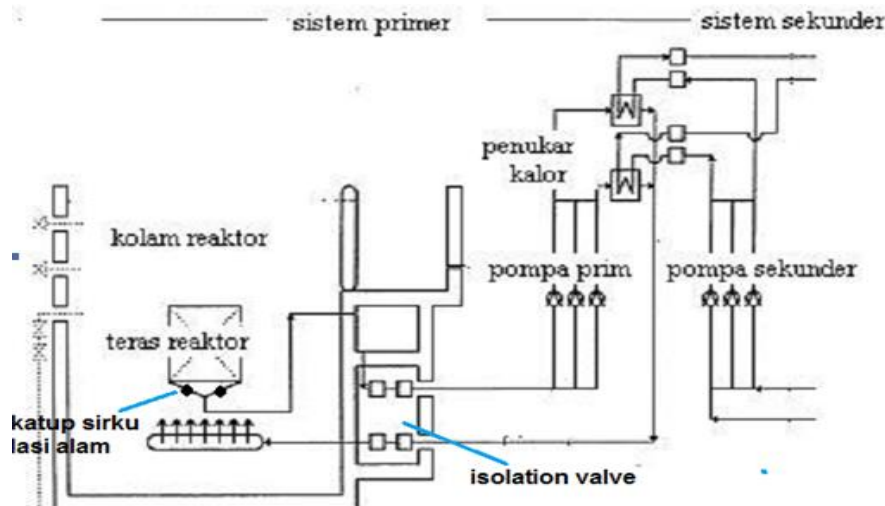 sistem primer
sistem sekunder
penukar
kalor
kolam reaktor
pompa prim
pompa sekunder
teras reaktor
katup sirku
lasi alam
isolation valve